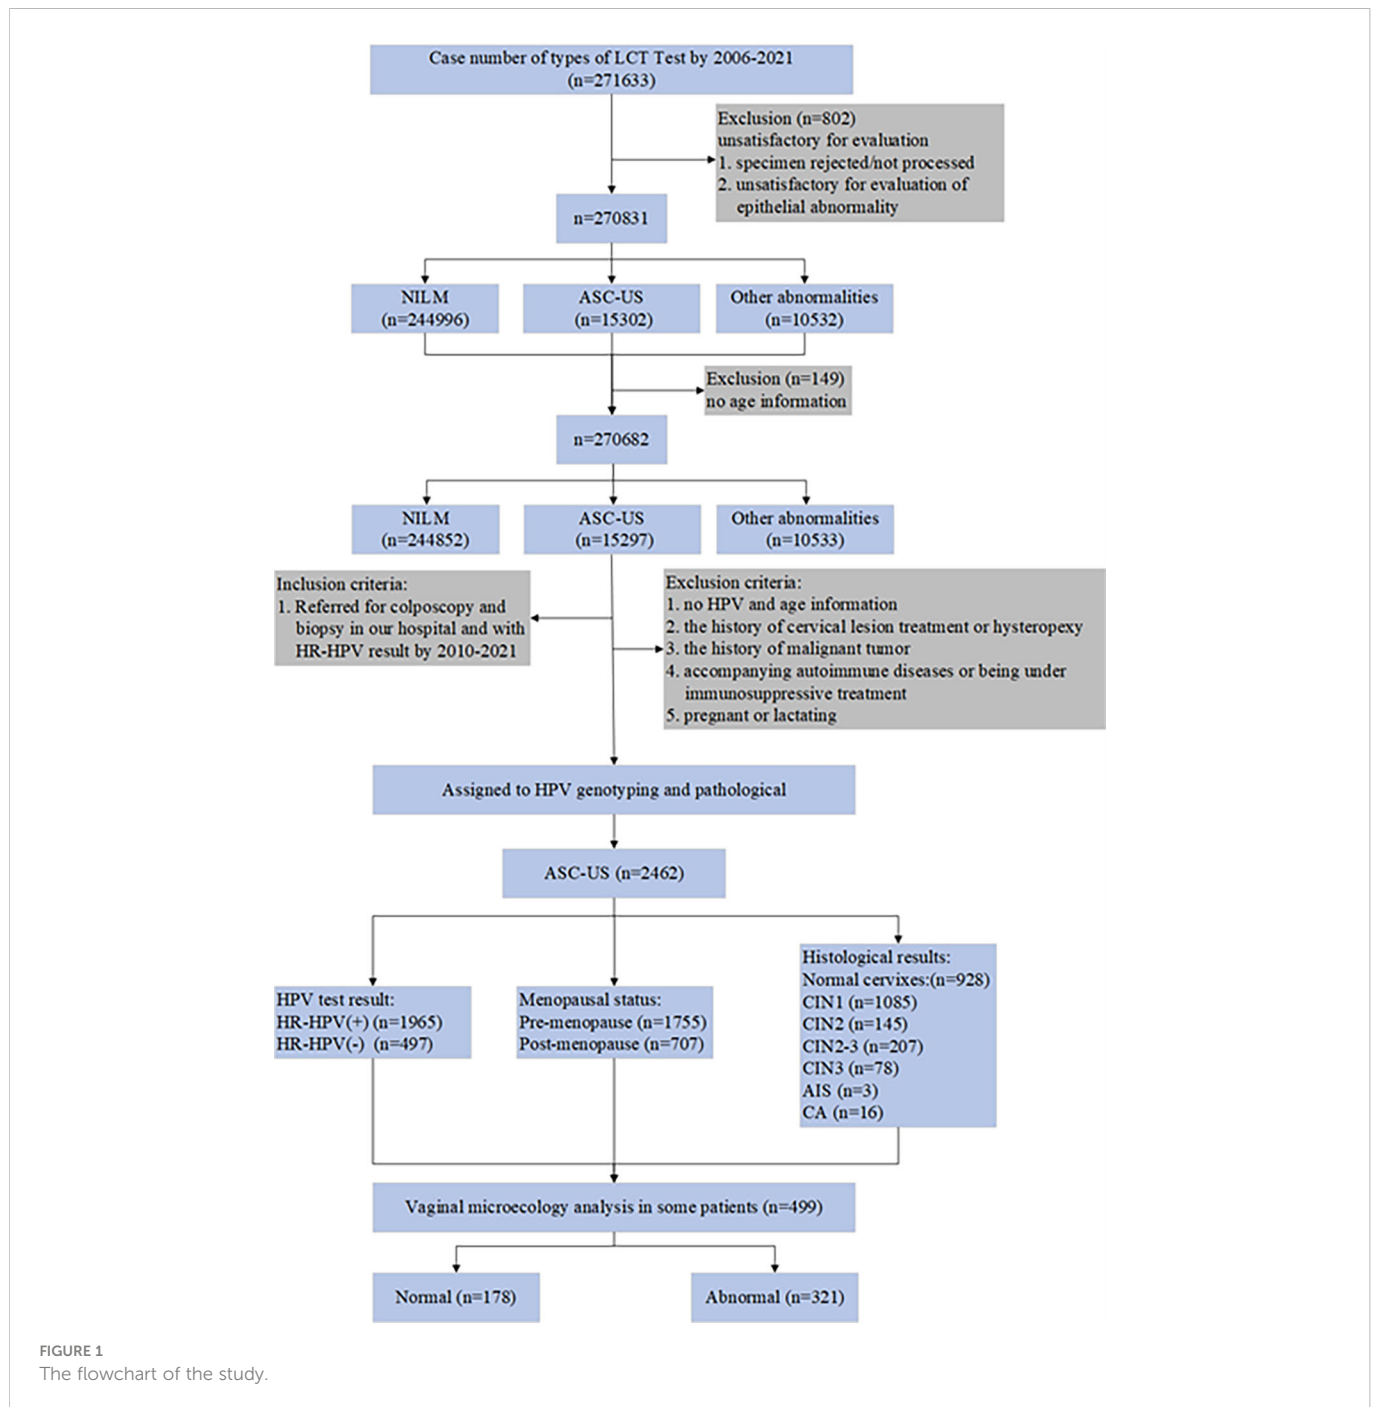 Case number of types of LCT Test by 2006-2021
(n=271633)
Exclusion (n=802)
unsatisfactory for evaluation
1. specimen rejected/not processed
2. unsatisfactory for evaluation of
epithelial abnormality
n=270831
NILM
(n=244996)
ASC-US
(n=15302)
Other abnormalities
(n=10532)
Exclusion (n=149)
no age information
n=270682
NILM
(n=244852)
ASC-US
(n=15297)
Other abnormalities
(n=10533)
Inclusion criteria:
1. Referred for colposcopy and
biopsy in our hospital and with
HR-HPV result by 2010-2021
Exclusion criteria:
1. no HPV and age information
2. the history of cervical lesion treatment or hysteropexy
3. the history of malignant tumor
4. accompanying autoimmune diseases or being under
immunosuppressive treatment
5. pregnant or lactating
Assigned to HPV genotyping and pathological
ASC-US (n=2462)
HPV test result:
HR-HPV(+) (n=1965)
HR-HPV(-) (n=497)
Menopausal status:
Pre-menopause (n=1755)
Post-menopause (n=707)
Histological results:
Normal cervixes:(n=928)
CIN1 (n=1085)
CIN2 (n=145)
CIN2-3 (n=207)
CIN3 (n=78)
AIS (n=3)
CA (n=16)
Vaginal microecology analysis in some patients (n=499)
Normal (n=178)
Abnormal (n=321)
FIGURE 1
The flowchart of the study.